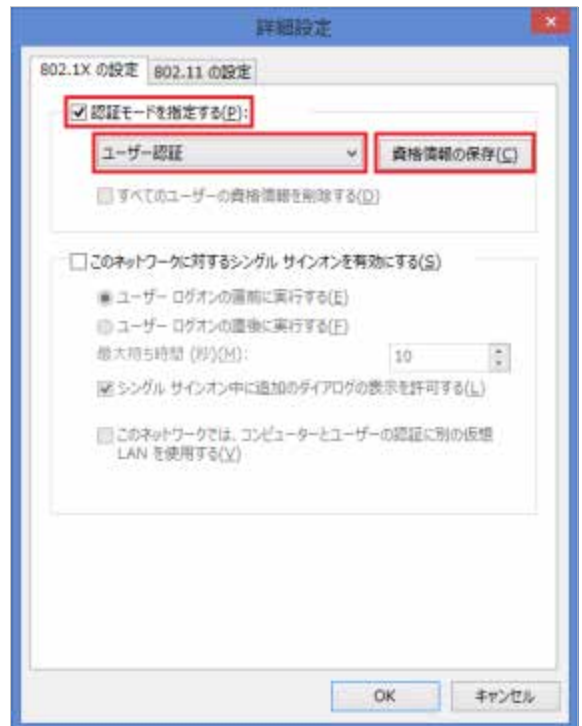 詳細設定
802.1X の設定
802.11 の設定
認証モードを指定する(P):
ユーザー認証
資格情報の保存(C)
すべてのユーザーの資格情報を削除する(D)
このネットワークに対するシングル サインオンを有効にする(S)
ユーザー ログオンの直前に実行する(E)
ユーザー ログオンの直後に実行する(F)
最大待ち時間 (秒)(M):
10
シングル サインオン中に追加のダイアログの表示を許可する(L)
このネットワークでは、コンピューターとユーザーの認証に別の仮想
LAN を使用する(V)
OK
キャンセル